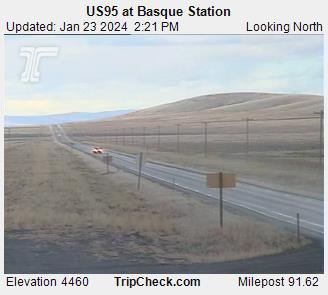 US95 at Basque Station
Updated: Jan 23 2024 2:21 PM Looking North
Elevation 4460 TripCheck.com Milepost 91.62